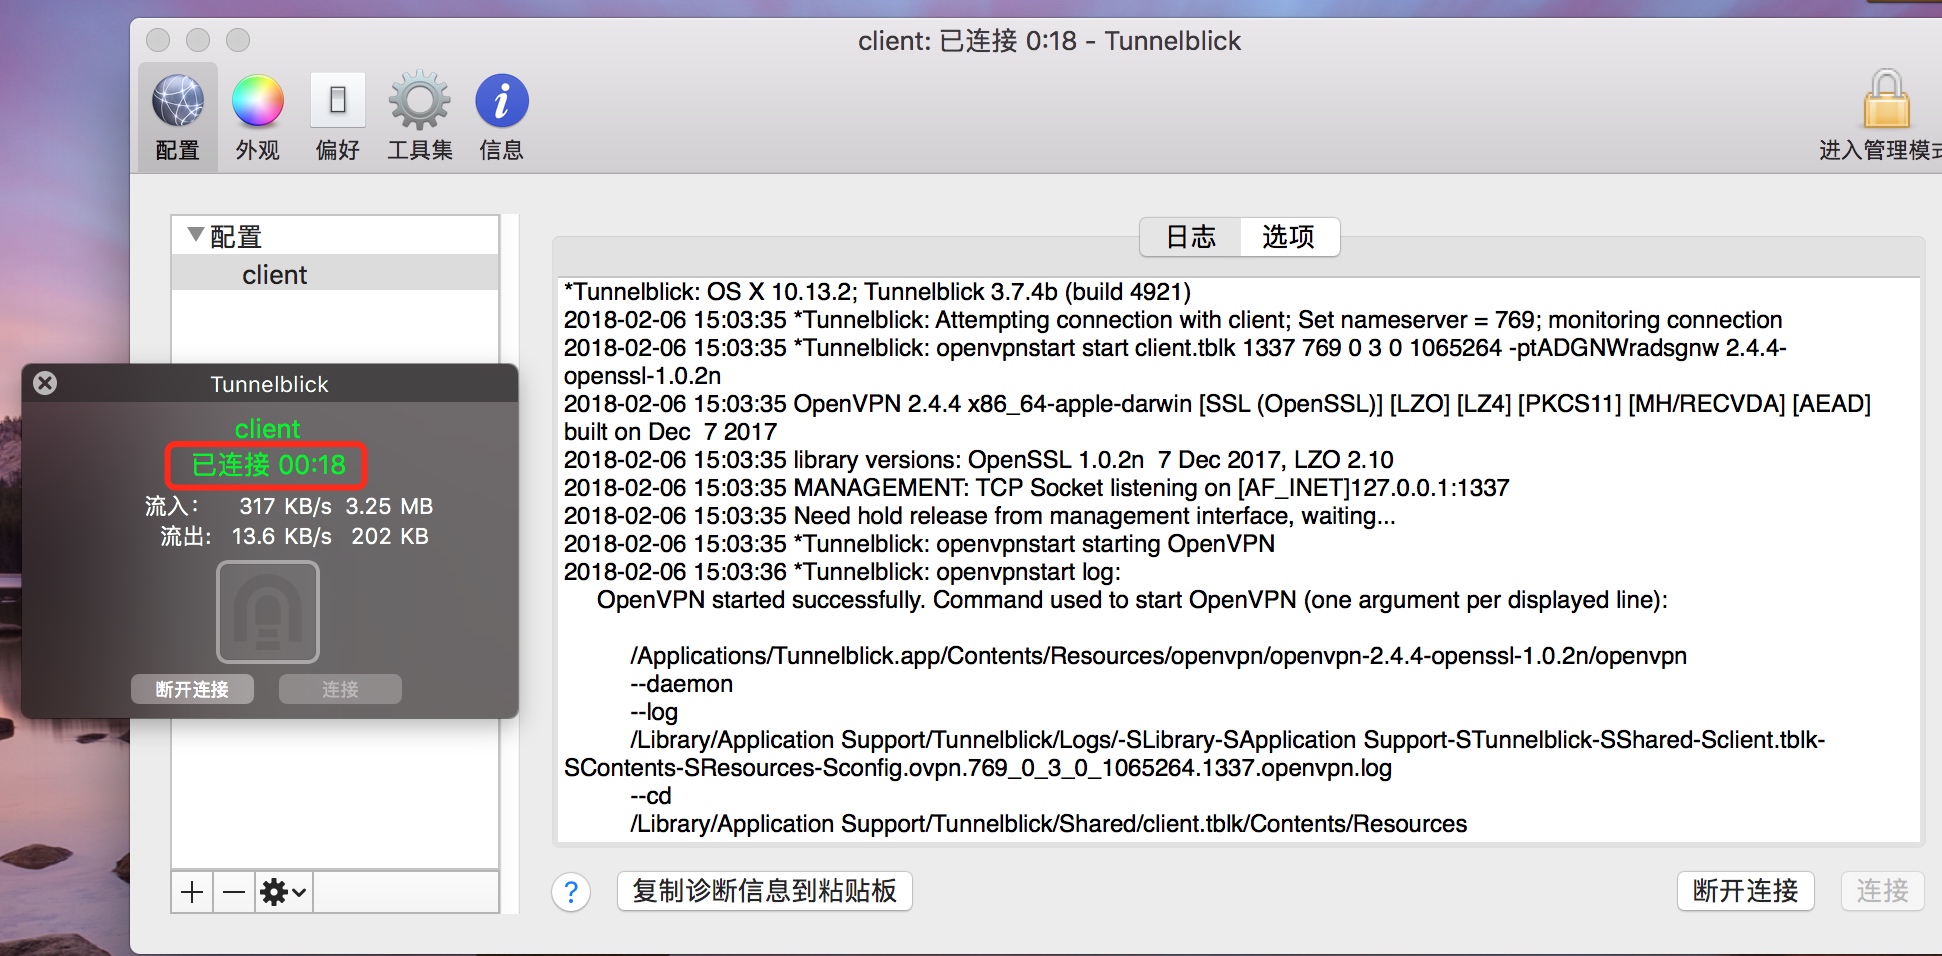 client: 已连接 0:18 - Tunnelblick
配置
外观
偏好
工具集
信息
进入管理模式
配置
client
日志
选项
*Tunnelblick: OS X 10.13.2; Tunnelblick 3.7.4b (build 4921)
2018-02-06 15:03:35 *Tunnelblick: Attempting connection with client; Set nameserver = 769; monitoring connection
2018-02-06 15:03:35 *Tunnelblick: openvpnstart start client.tblk 1337 769 0 3 0 1065264 -ptADGNWradsgnw 2.4.4-
openssl-1.0.2n
2018-02-06 15:03:35 OpenVPN 2.4.4 x86_64-apple-darwin [SSL (OpenSSL)] [LZO] [LZ4] [PKCS11] [MH/RECVDA] [AEAD]
built on Dec  7 2017
2018-02-06 15:03:35 library versions: OpenSSL 1.0.2n  7 Dec 2017, LZO 2.10
2018-02-06 15:03:35 MANAGEMENT: TCP Socket listening on [AF_INET]127.0.0.1:1337
2018-02-06 15:03:35 Need hold release from management interface, waiting...
2018-02-06 15:03:35 *Tunnelblick: openvpnstart starting OpenVPN
2018-02-06 15:03:36 *Tunnelblick: openvpnstart log:
OpenVPN started successfully. Command used to start OpenVPN (one argument per displayed line):
/Applications/Tunnelblick.app/Contents/Resources/openvpn/openvpn-2.4.4-openssl-1.0.2n/openvpn
--daemon
--log
/Library/Application Support/Tunnelblick/Logs/-SLibrary-SApplication Support-STunnelblick-SShared-Sclient.tblk-
SContents-SResources-Sconfig.ovpn.769_0_3_0_1065264.1337.openvpn.log
--cd
/Library/Application Support/Tunnelblick/Shared/client.tblk/Contents/Resources
Tunnelblick
client
已连接 00:18
流入: 317 KB/s 3.25 MB
流出: 13.6 KB/s 202 KB
断开连接
连接
?
复制诊断信息到粘贴板
断开连接
连接